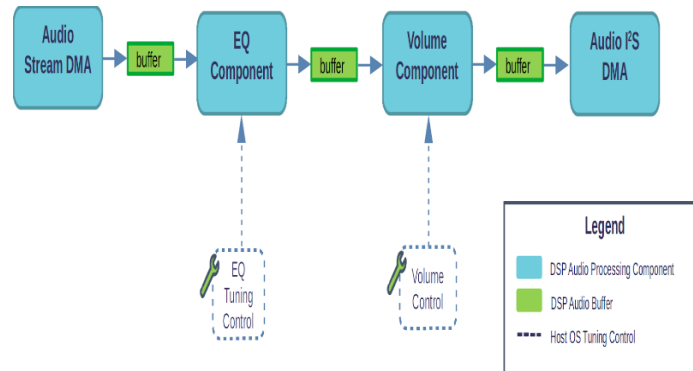 Audio
Stream DMA
buffer
EQ
Component
buffer
Volume
Component
buffer
Audio I²S
DMA
EQ
Tuning
Control
Volume
Control
Legend
DSP Audio Processing Component
DSP Audio Buffer
Host OS Tuning Control